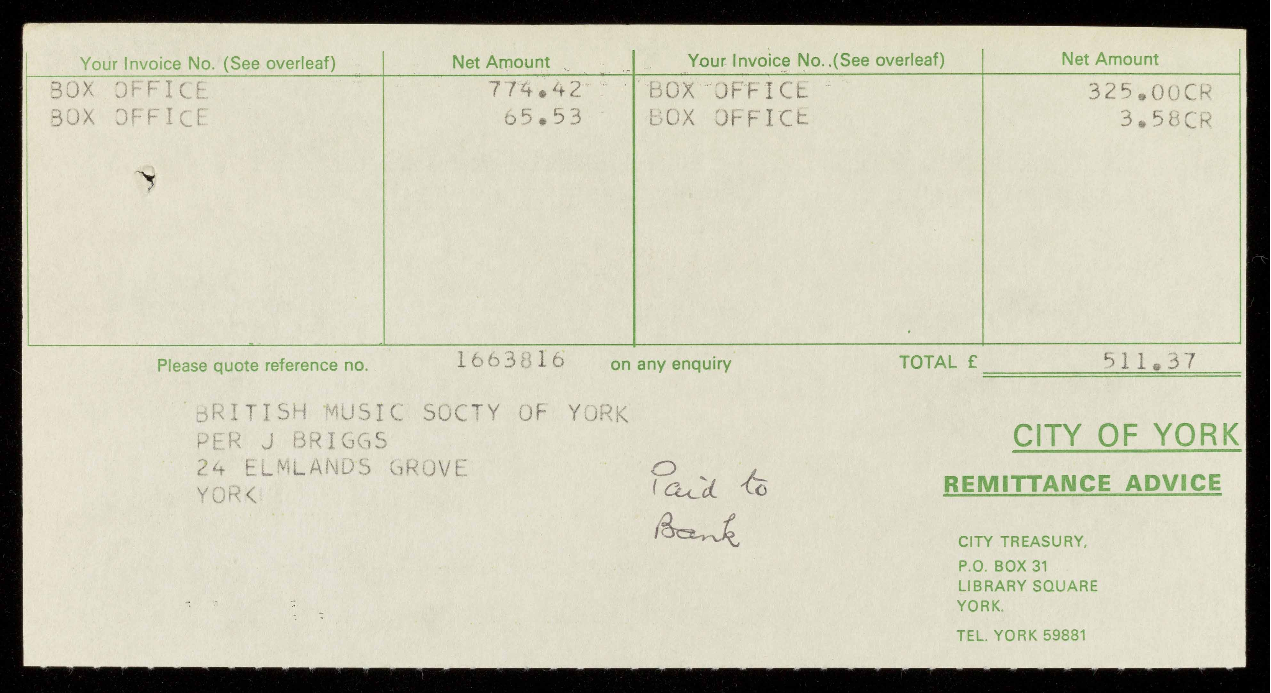 Your Invoice No. (See overleaf) Net Amount Your Invoice No. (See overleaf) Net Amount
BOX OFFICE 774.42 BOX OFFICE 325.00CR
BOX OFFICE 65.53 BOX OFFICE 3.58CR
Please quote reference no. 1663816 on any enquiry TOTAL £ 511.37
BRITISH MUSIC SOCTY OF YORK
PER J BRIGGS
24 ELMLANDS GROVE
YORK
Paid to
Bank
CITY OF YORK
REMITTANCE ADVICE
CITY TREASURY,
P.O. BOX 31
LIBRARY SQUARE
YORK.
TEL. YORK 59881